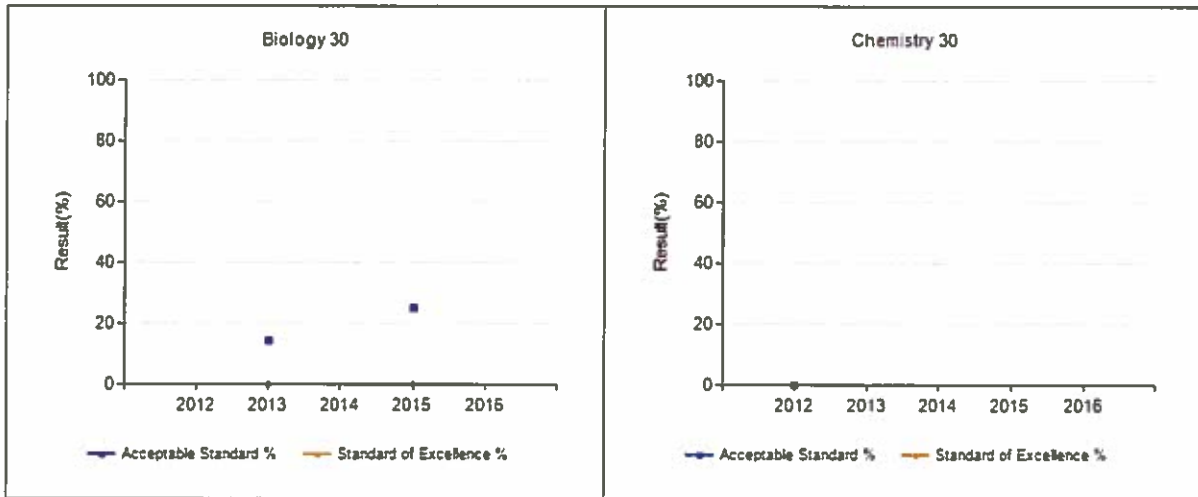 Biology 30
100
80
60
40
20
0
Result(%)
2012 2013 2014 2015 2016
Acceptable Standard % Standard of Excellence %
Chemistry 30
100
80
60
40
20
0
Result(%)
2012 2013 2014 2015 2016
Acceptable Standard % Standard of Excellence %